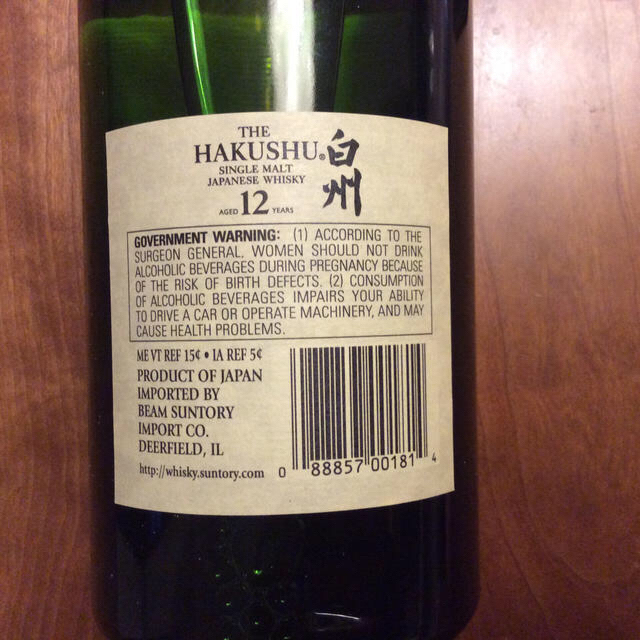 THE
HAKUSHU®
白州
SINGLE MALT
JAPANESE WHISKY
AGED 12 YEARS
GOVERNMENT WARNING: (1) ACCORDING TO THE
SURGEON GENERAL, WOMEN SHOULD NOT DRINK
ALCOHOLIC BEVERAGES DURING PREGNANCY BECAUSE
OF THE RISK OF BIRTH DEFECTS. (2) CONSUMPTION
OF ALCOHOLIC BEVERAGES IMPAIRS YOUR ABILITY
TO DRIVE A CAR OR OPERATE MACHINERY, AND MAY
CAUSE HEALTH PROBLEMS.
ME VT REF 15¢ • IA REF 5¢
PRODUCT OF JAPAN
IMPORTED BY
BEAM SUNTORY
IMPORT CO.
DEERFIELD, IL
http://whisky.suntory.com
0 88857 00181 4